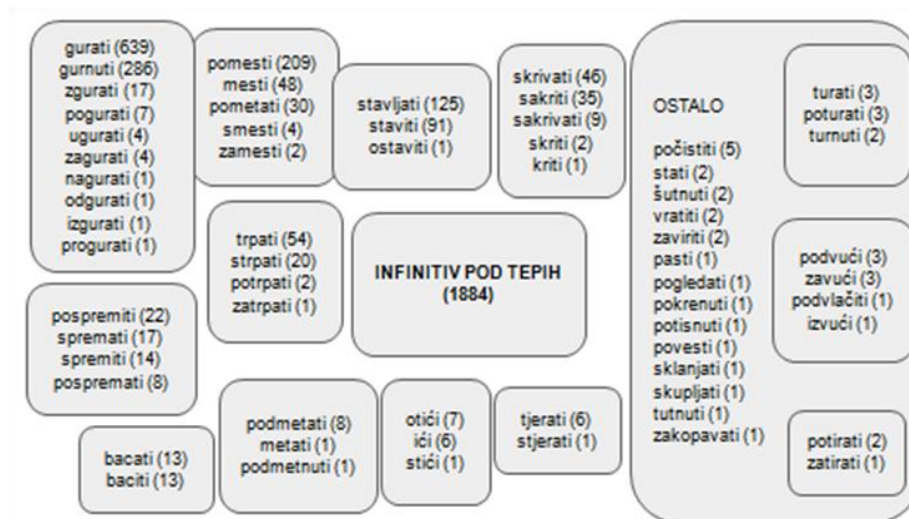 gurati (639)
gurnuti (286)
zgurati (17)
pogurati (7)
ugurati (4)
zagurati (4)
nagurati (1)
odgurati (1)
izgurati (1)
progurati (1)
pomesti (209)
mesti (48)
pometati (30)
smesti (4)
zamesti (2)
stavljati (125)
staviti (91)
ostaviti (1)
skrivati (46)
sakriti (35)
sakrivati (9)
skriti (2)
kriti (1)
trpati (54)
strpati (20)
potrpati (2)
zatrpati (1)
INFINITIV POD TEPIH
(1884)
pospremiti (22)
spremati (17)
spremiti (14)
pospremati (8)
bacati (13)
baciti (13)
podmetati (8)
metati (1)
podmetnuti (1)
otići (7)
ići (6)
stići (1)
tjerati (6)
stjerati (1)
OSTALO
počistiti (5)
stati (2)
šutnuti (2)
vratiti (2)
zaviriti (2)
pasti (1)
pogledati (1)
pokrenuti (1)
potisnuti (1)
povesti (1)
sklanjati (1)
skupljati (1)
tutnuti (1)
zakopavati (1)
turati (3)
poturati (3)
turnuti (2)
podvući (3)
zavući (3)
podvlačiti (1)
izvući (1)
potirati (2)
zatirati (1)